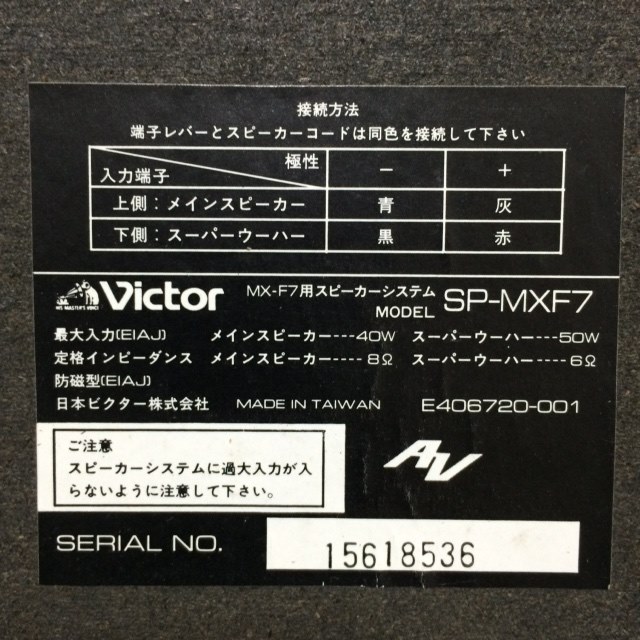 接続方法
端子レバーとスピーカーコードは同色を接続して下さい
極性 − +
入力端子
上側：メインスピーカー 青 灰
下側：スーパーウーハー 黒 赤
HIS MASTER'S VOICE Victor MX-F7用スピーカーシステム MODEL SP-MXF7
最大入力(EIAJ) メインスピーカー----40W スーパーウーハー----50W
定格インピーダンス メインスピーカー---- 8Ω スーパーウーハー---- 6Ω
防磁型(EIAJ)
日本ビクター株式会社 MADE IN TAIWAN E406720-001
ご注意
スピーカーシステムに過大入力が入
らないように注意して下さい。
AV
SERIAL NO. 15618536